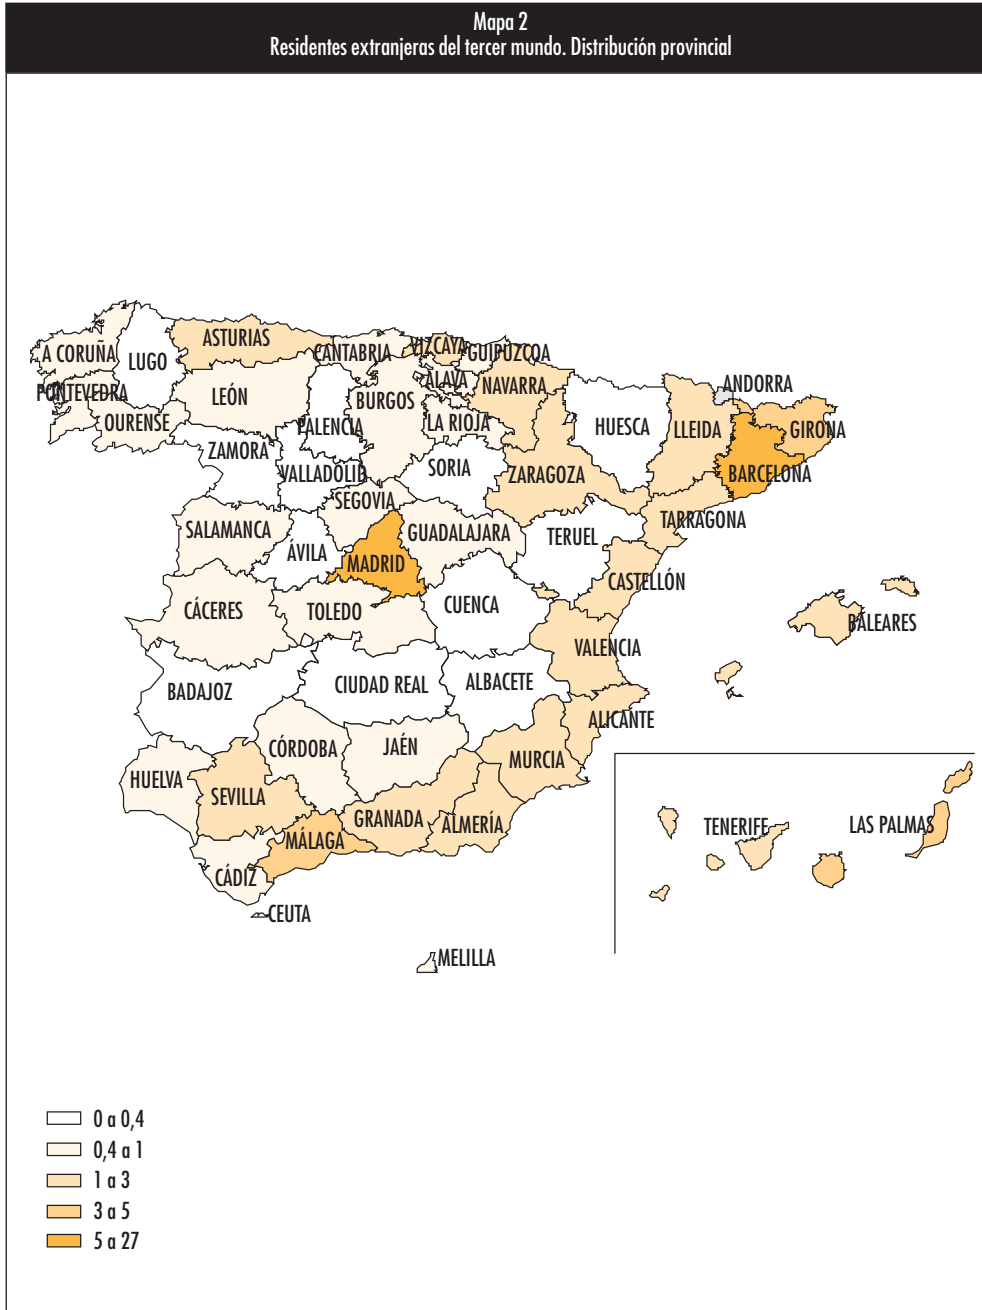 Mapa 2
Residentes extranjeras del tercer mundo. Distribución provincial
ASTURIAS
A CORUÑA
LUGO
CANTABRIA
VIZCAYA
GUIPÚZCOA
PONTEVEDRA
LEÓN
ÁLAVA
NAVARRA
ANDORRA
OURENSE
PALENCIA
BURGOS
LA RIOJA
HUESCA
LLEIDA
GIRONA
ZAMORA
VALLADOLID
SORIA
ZARAGOZA
BARCELONA
SEGOVIA
SALAMANCA
GUADALAJARA
TERUEL
TARRAGONA
ÁVILA
MADRID
CASTELLÓN
CÁCERES
TOLEDO
CUENCA
BALEARES
VALENCIA
BADAJOZ
CIUDAD REAL
ALBACETE
ALICANTE
CÓRDOBA
JAÉN
MURCIA
HUELVA
SEVILLA
GRANADA
ALMERÍA
MÁLAGA
CÁDIZ
TENERIFE
LAS PALMAS
CEUTA
MELILLA
0 a 0,4
0,4 a 1
1 a 3
3 a 5
5 a 27